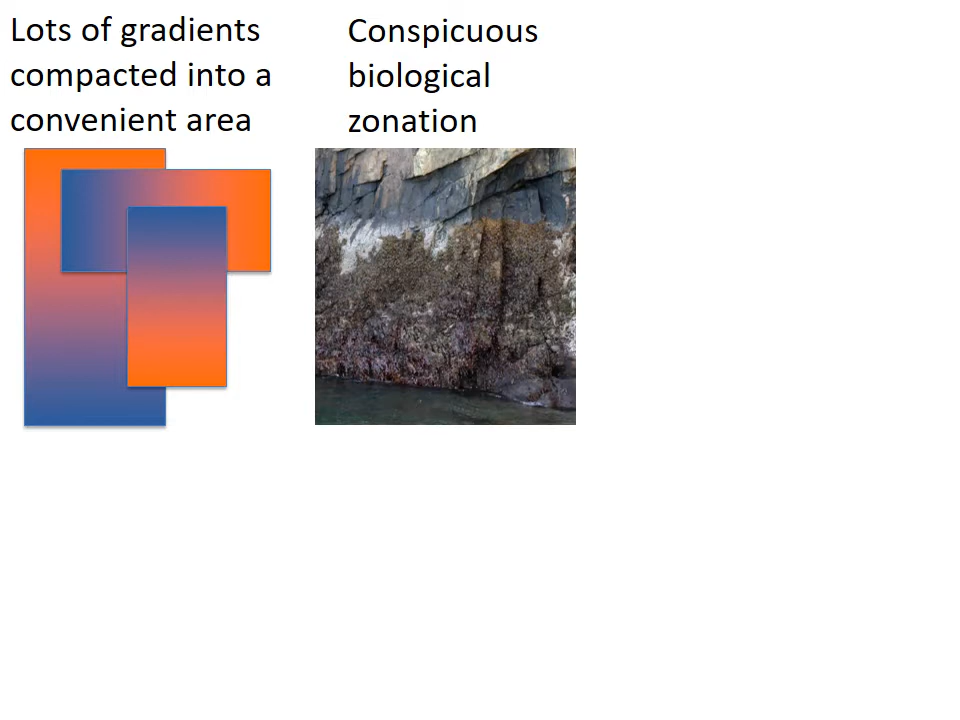 Lots of gradients
compacted into a
convenient area
Conspicuous
biological
zonation